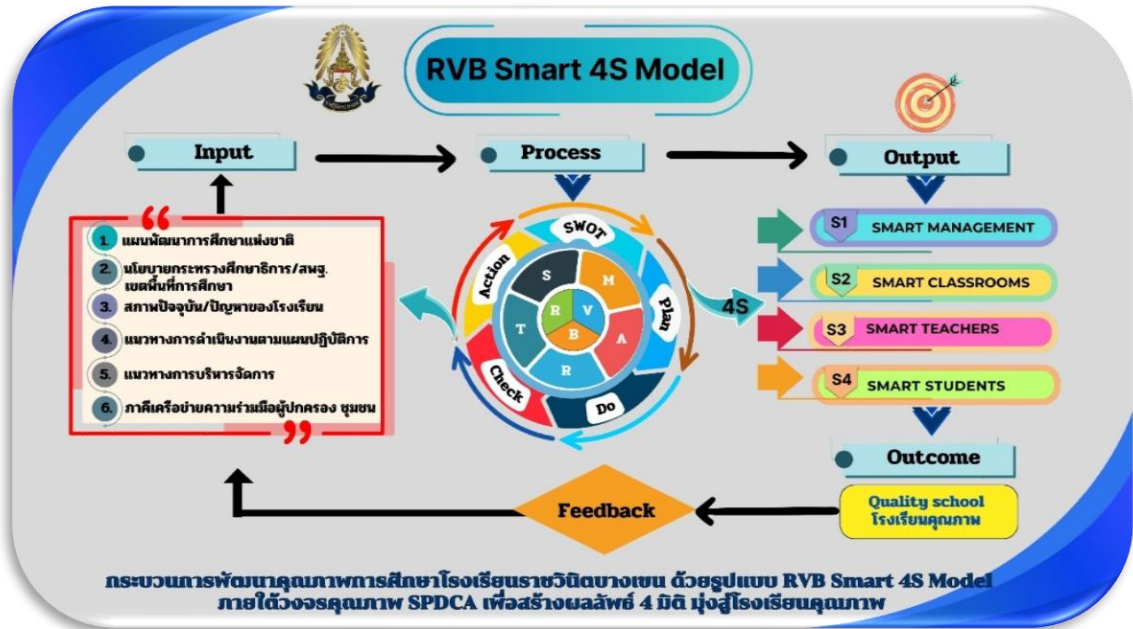 RVB Smart 4S Model
Input
Process
Output
1. แผนพัฒนาการศึกษาแห่งชาติ
2. นโยบายกระทรวงศึกษาธิการ/สพฐ.
เขตพื้นที่การศึกษา
3. สภาพปัจจุบัน/ปัญหาของโรงเรียน
4. แนวทางการดำเนินงานตามแผนปฏิบัติการ
5. แนวทางการบริหารจัดการ
6. ภาคีเครือข่ายความร่วมมือผู้ปกครอง ชุมชน
SWOT
Plan
Do
Check
Action
S
M
A
R
T
R
V
B
4S
S1 SMART MANAGEMENT
S2 SMART CLASSROOMS
S3 SMART TEACHERS
S4 SMART STUDENTS
Outcome
Quality school
โรงเรียนคุณภาพ
Feedback
กระบวนการพัฒนาคุณภาพการศึกษาโรงเรียนราชวินิตบางเขน ด้วยรูปแบบ RVB Smart 4S Model
ภายใต้วงจรคุณภาพ SPDCA เพื่อสร้างผลลัพธ์ 4 มิติ มุ่งสู่โรงเรียนคุณภาพ